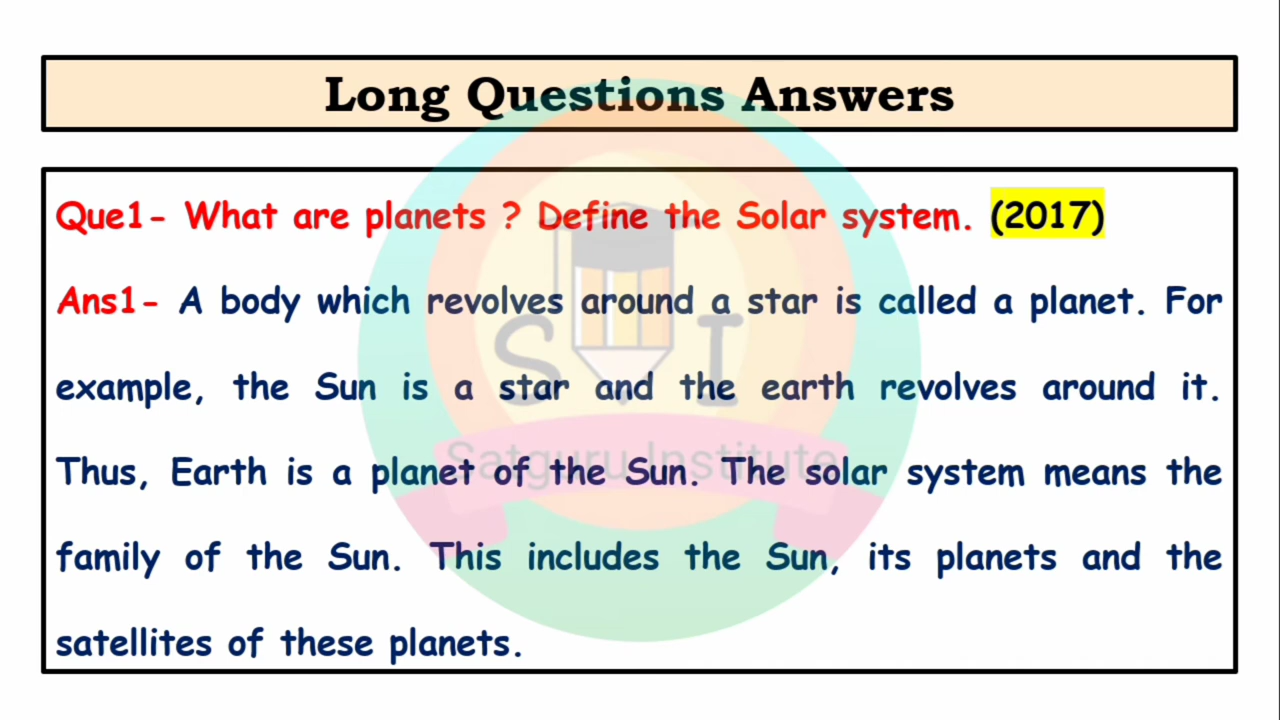 Long Questions Answers
Que1- What are planets ? Define the Solar system. (2017)
Ans1- A body which revolves around a star is called a planet. For
example, the Sun is a star and the earth revolves around it.
Thus, Earth is a planet of the Sun. The solar system means the
family of the Sun. This includes the Sun, its planets and the
satellites of these planets.
S I
Satguru Institute